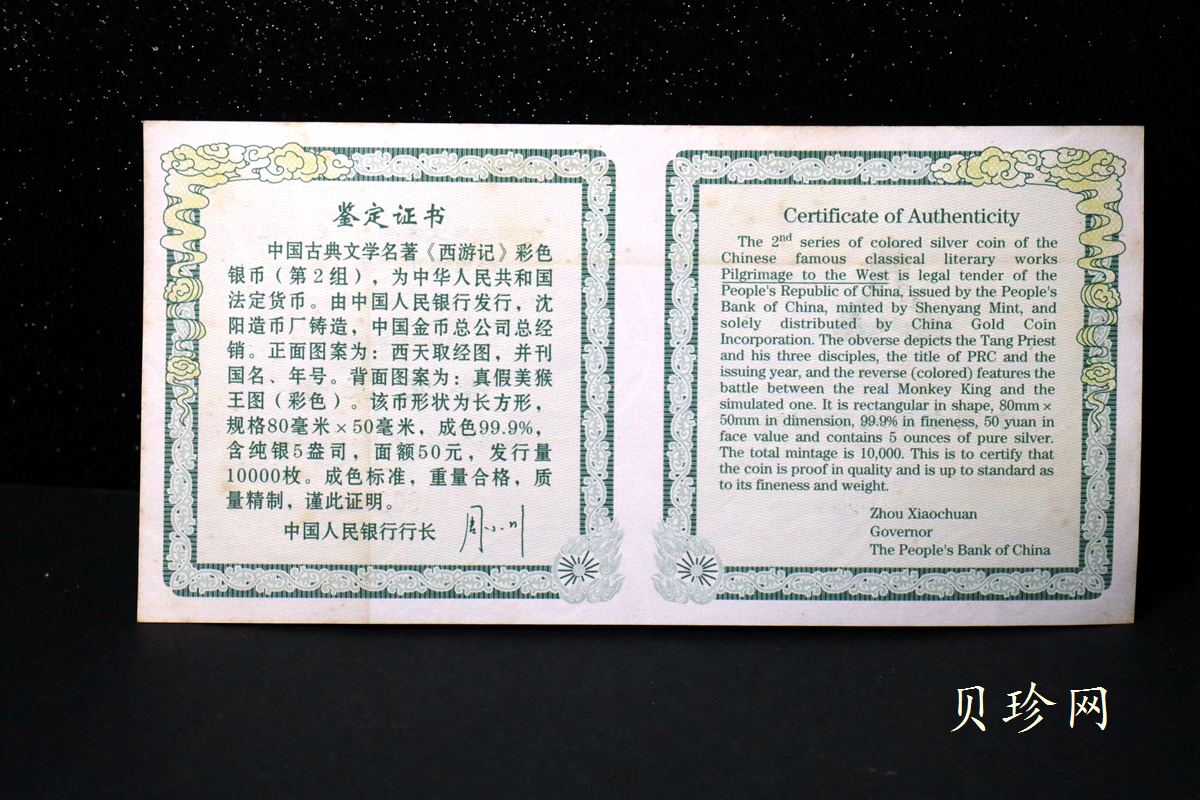 鉴定证书
中国古典文学名著《西游记》彩色
银币（第2组），为中华人民共和国
法定货币。由中国人民银行发行，沈
阳造币厂铸造，中国金币总公司总经
销。正面图案为：西天取经图，并刊
国名、年号。背面图案为：真假美猴
王图（彩色）。该币形状为长方形，
规格80毫米×50毫米，成色99.9%，
含纯银5盎司，面额50元，发行量
10000枚。成色标准，重量合格，质
量精制，谨此证明。
中国人民银行行长 周小川
Certificate of Authenticity
The 2nd series of colored silver coin of the
Chinese famous classical literary works
Pilgrimage to the West is legal tender of the
People's Republic of China, issued by the People's
Bank of China, minted by Shenyang Mint, and
solely distributed by China Gold Coin
Incorporation. The obverse depicts the Tang Priest
and his three disciples, the title of PRC and the
issuing year, and the reverse (colored) features the
battle between the real Monkey King and the
simulated one. It is rectangular in shape, 80mm×
50mm in dimension, 99.9% in fineness, 50 yuan in
face value and contains 5 ounces of pure silver.
The total mintage is 10,000. This is to certify that
the coin is proof in quality and is up to standard as
to its fineness and weight.
Zhou Xiaochuan
Governor
The People's Bank of China
贝珍网